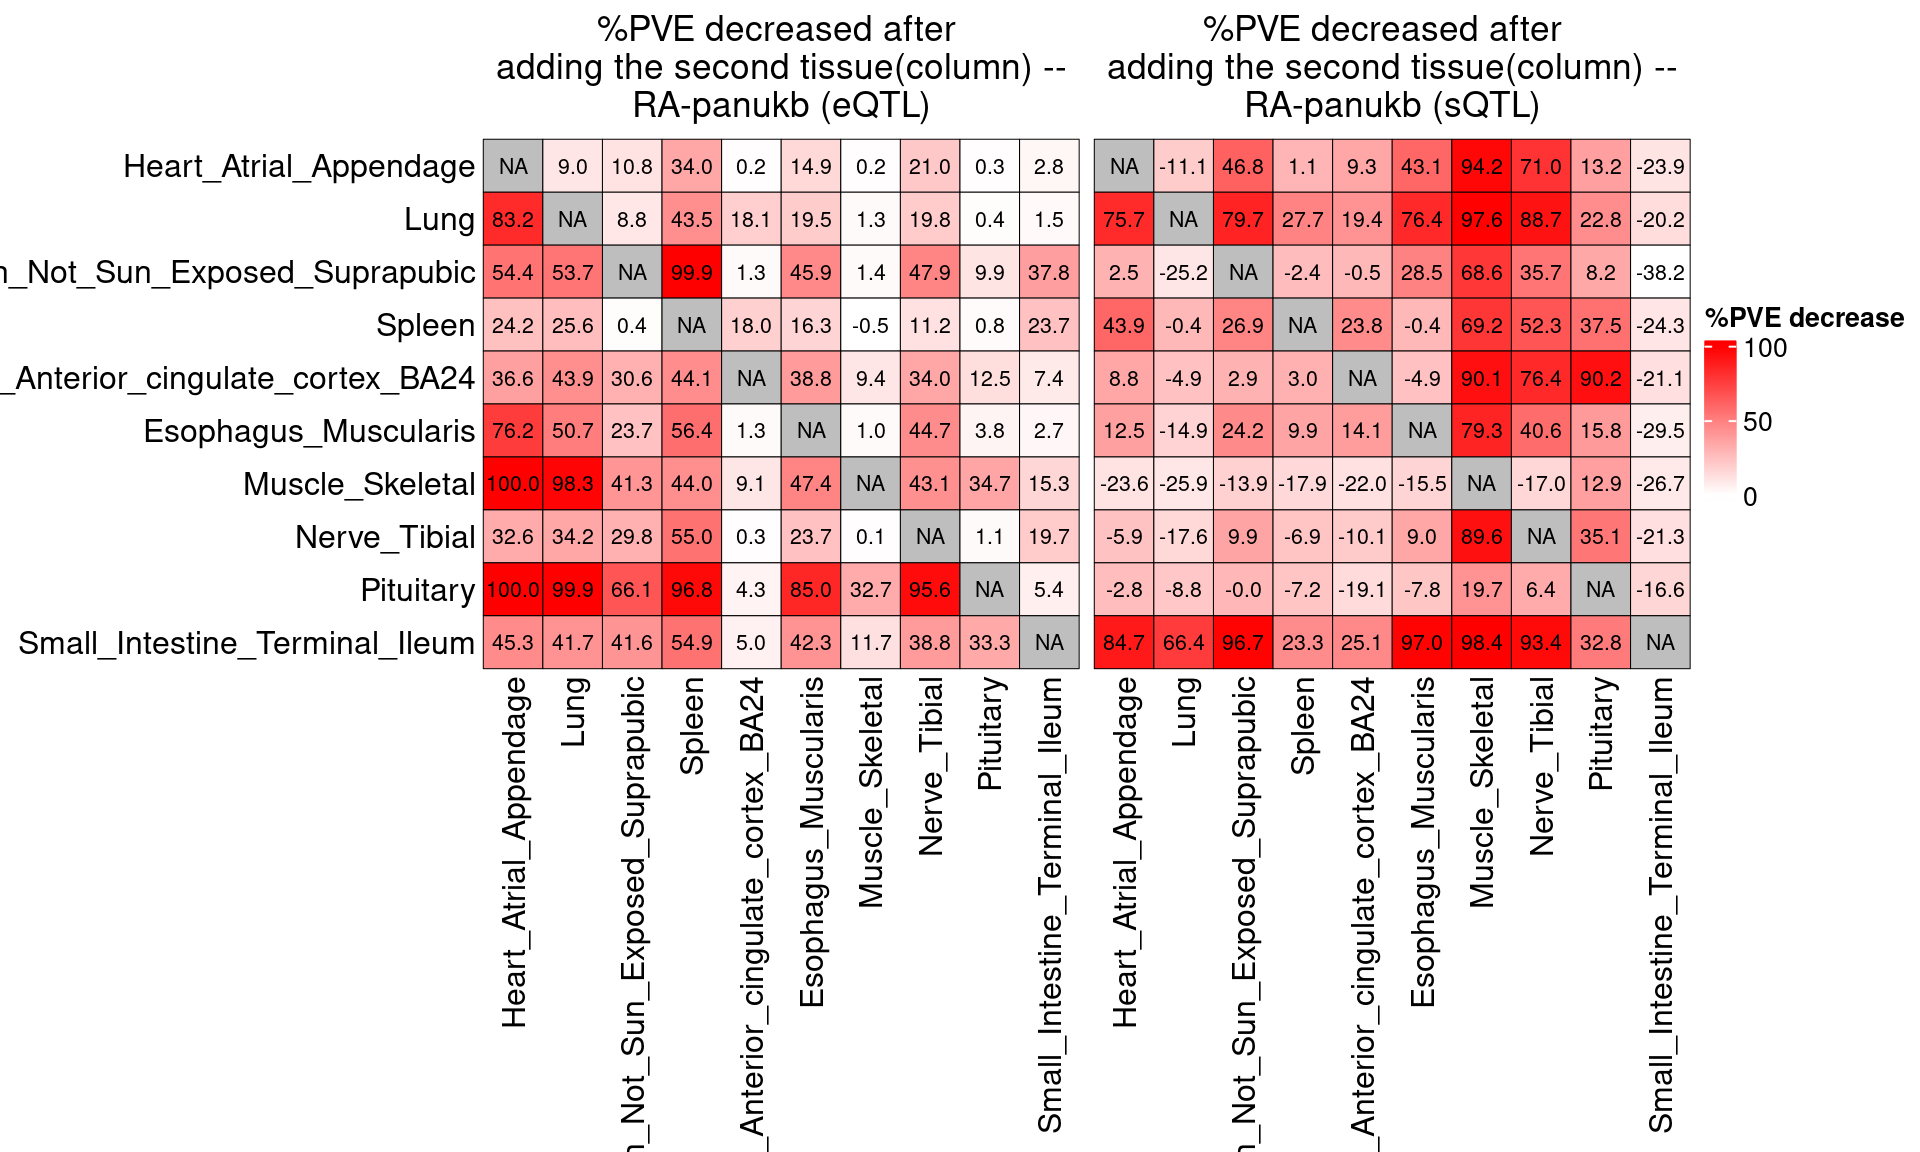 %PVE decreased after
adding the second tissue(column) --
RA-panukb (eQTL)
%PVE decreased after
adding the second tissue(column) --
RA-panukb (sQTL)
Heart_Atrial_Appendage NA 9.0 10.8 34.0 0.2 14.9 0.2 21.0 0.3 2.8 NA -11.1 46.8 1.1 9.3 43.1 94.2 71.0 13.2 -23.9
Lung 83.2 NA 8.8 43.5 18.1 19.5 1.3 19.8 0.4 1.5 75.7 NA 79.7 27.7 19.4 76.4 97.6 88.7 22.8 -20.2
n_Not_Sun_Exposed_Suprapubic 54.4 53.7 NA 99.9 1.3 45.9 1.4 47.9 9.9 37.8 2.5 -25.2 NA -2.4 -0.5 28.5 68.6 35.7 8.2 -38.2
Spleen 24.2 25.6 0.4 NA 18.0 16.3 -0.5 11.2 0.8 23.7 43.9 -0.4 26.9 NA 23.8 -0.4 69.2 52.3 37.5 -24.3
_Anterior_cingulate_cortex_BA24 36.6 43.9 30.6 44.1 NA 38.8 9.4 34.0 12.5 7.4 8.8 -4.9 2.9 3.0 NA -4.9 90.1 76.4 90.2 -21.1
Esophagus_Muscularis 76.2 50.7 23.7 56.4 1.3 NA 1.0 44.7 3.8 2.7 12.5 -14.9 24.2 9.9 14.1 NA 79.3 40.6 15.8 -29.5
Muscle_Skeletal 100.0 98.3 41.3 44.0 9.1 47.4 NA 43.1 34.7 15.3 -23.6 -25.9 -13.9 -17.9 -22.0 -15.5 NA -17.0 12.9 -26.7
Nerve_Tibial 32.6 34.2 29.8 55.0 0.3 23.7 0.1 NA 1.1 19.7 -5.9 -17.6 9.9 -6.9 -10.1 9.0 89.6 NA 35.1 -21.3
Pituitary 100.0 99.9 66.1 96.8 4.3 85.0 32.7 95.6 NA 5.4 -2.8 -8.8 -0.0 -7.2 -19.1 -7.8 19.7 6.4 NA -16.6
Small_Intestine_Terminal_Ileum 45.3 41.7 41.6 54.9 5.0 42.3 11.7 38.8 33.3 NA 84.7 66.4 96.7 23.3 25.1 97.0 98.4 93.4 32.8 NA
Heart_Atrial_Appendage
Lung
n_Not_Sun_Exposed_Suprapubic
Spleen
_Anterior_cingulate_cortex_BA24
Esophagus_Muscularis
Muscle_Skeletal
Nerve_Tibial
Pituitary
Small_Intestine_Terminal_Ileum
Heart_Atrial_Appendage
Lung
n_Not_Sun_Exposed_Suprapubic
Spleen
_Anterior_cingulate_cortex_BA24
Esophagus_Muscularis
Muscle_Skeletal
Nerve_Tibial
Pituitary
Small_Intestine_Terminal_Ileum
%PVE decrease
100
50
0